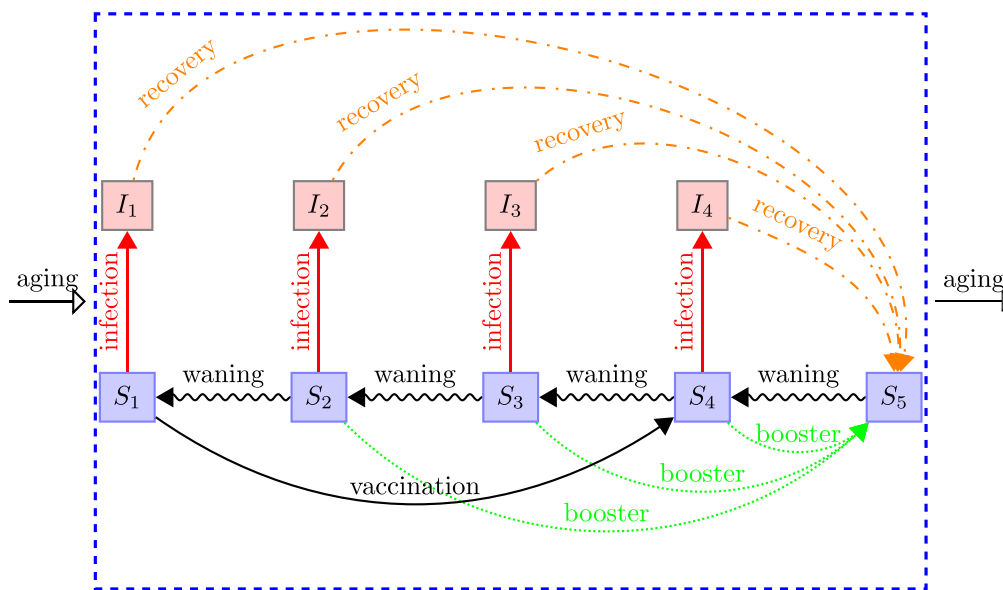 recovery
recovery
recovery
recovery
I₁
I₂
I₃
I₄
aging
infection
infection
infection
infection
aging
waning
waning
waning
waning
S₁
S₂
S₃
S₄
S₅
booster
booster
vaccination
booster